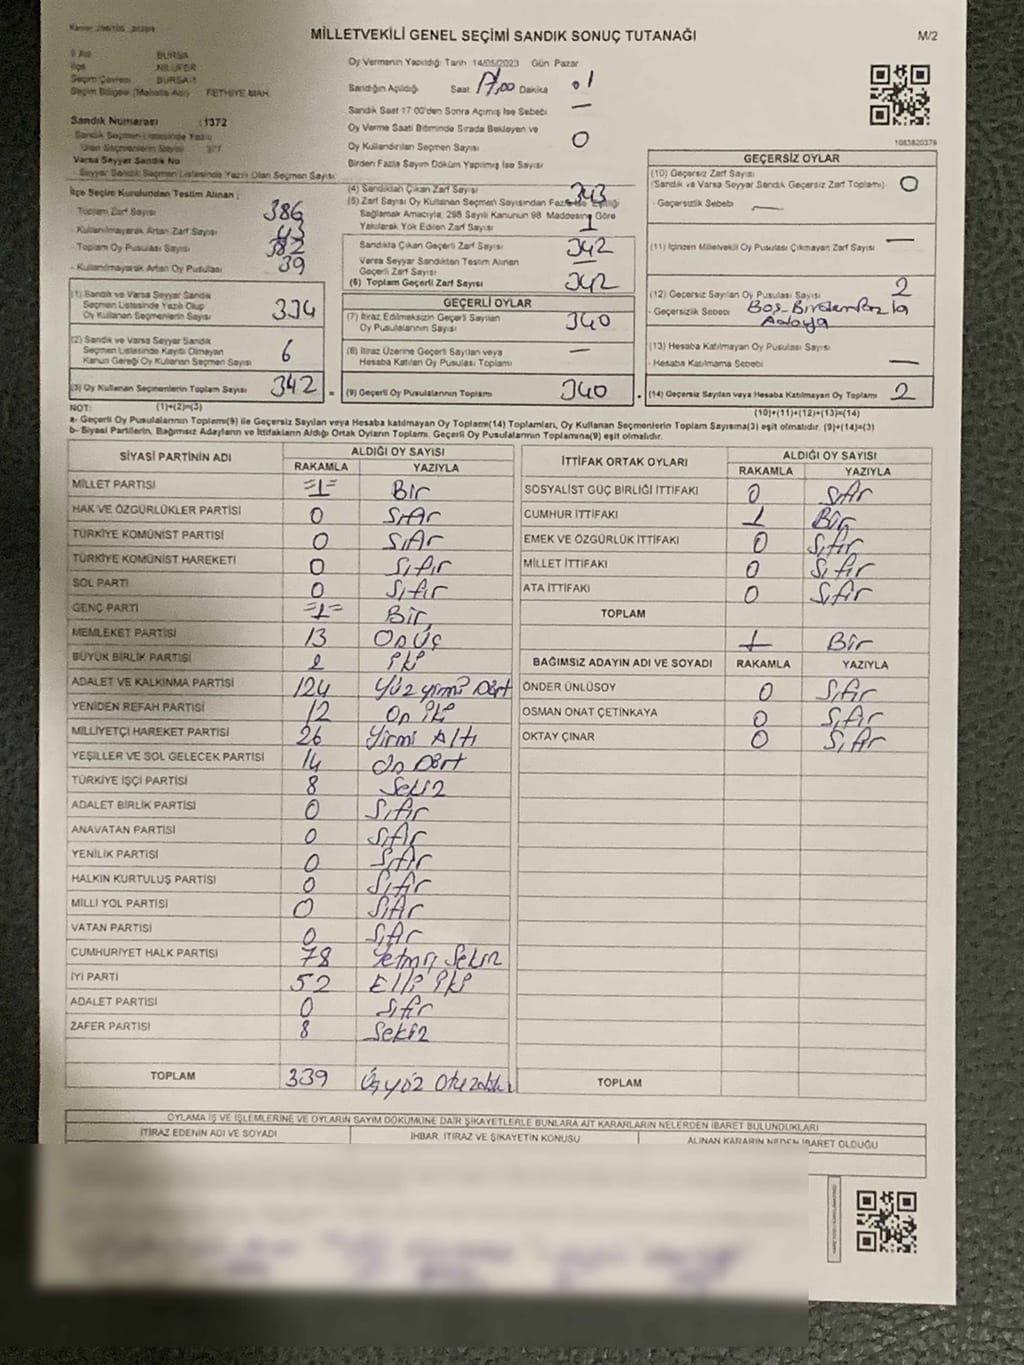 MİLLETVEKİLİ GENEL SEÇİMİ SANDIK SONUÇ TUTANAĞI
M/2
İli Adı BURSA
İlçe NİLÜFER
Seçim Çevresi BURSA-1
Seçim Bölgesi (Mahalle Adı) FETHİYE MAH.
Sandık Numarası : 1372
Sandık Seçmen Listesinde Yazılı
Olan Seçmenlerin Sayısı 377
Varsa Seyyar Sandık No
Seyyar Sandık Seçmen Listesinde Yazılı Olan Seçmen Sayısı
Oy Vermenin Yapıldığı: Tarih 14/05/2023 Gün Pazar
Sandığın Açıldığı Saat 17,00 Dakika 01
Sandık Saat 17:00'den Sonra Açılmış İse Sebebi —
Oy Verme Saati Bitiminde Sırada Bekleyen ve
Oy Kullandırılan Seçmen Sayısı 0
Birden Fazla Sayım Döküm Yapılmış İse Sayısı
1083820379
İlçe Seçim Kurulundan Teslim Alınan ;
- Toplam Zarf Sayısı 386
- Kullanılmayarak Artan Zarf Sayısı 43
- Toplam Oy Pusulası Sayısı 382
- Kullanılmayarak Artan Oy Pusulası 39
(1) Sandık ve Varsa Seyyar Sandık
Seçmen Listesinde Yazılı Olup
Oy Kullanan Seçmenlerin Sayısı 334
(2) Sandık ve Varsa Seyyar Sandık
Seçmen Listesinde Kayıtlı Olmayan
Kanun Gereği Oy Kullanan Seçmen Sayısı 6
(3) Oy Kullanan Seçmenlerin Toplam Sayısı 342
(4) Sandıktan Çıkan Zarf Sayısı 343
(5) Zarf Sayısı Oy Kullanan Seçmen Sayısından Fazla İse, Eşitliği
Sağlamak Amacıyla, 298 Sayılı Kanunun 98. Maddesine Göre
Yakılarak Yok Edilen Zarf Sayısı 1
Sandıkta Çıkan Geçerli Zarf Sayısı 342
Varsa Seyyar Sandıktan Teslim Alınan
Geçerli Zarf Sayısı —
(6) Toplam Geçerli Zarf Sayısı 342
GEÇERLİ OYLAR
(7) İtiraz Edilmeksizin Geçerli Sayılan
Oy Pusulalarının Sayısı 340
(8) İtiraz Üzerine Geçerli Sayılan veya
Hesaba Katılan Oy Pusulası Toplamı —
(9) Geçerli Oy Pusulalarının Toplamı 340
GEÇERSİZ OYLAR
(10) Geçersiz Zarf Sayısı
(Sandık ve Varsa Seyyar Sandık Geçersiz Zarf Toplamı) 0
- Geçersizlik Sebebi —
(11) İçinden Milletvekili Oy Pusulası Çıkmayan Zarf Sayısı —
(12) Geçersiz Sayılan Oy Pusulası Sayısı 2
- Geçersizlik Sebebi Boş - Birden fazla
Adaya
(13) Hesaba Katılmayan Oy Pusulası Sayısı
- Hesaba Katılmama Sebebi —
(14) Geçersiz Sayılan veya Hesaba Katılmayan Oy Toplamı 2
NOT: (1)+(2)=(3)
(10)+(11)+(12)+(13)=(14)
a- Geçerli Oy Pusulalarının Toplamı(9) ile Geçersiz Sayılan veya Hesaba katılmayan Oy Toplamı(14) Toplamları, Oy Kullanan Seçmenlerin Toplam Sayısına(3) eşit olmalıdır. (9)+(14)=(3)
b- Siyasi Partilerin, Bağımsız Adayların ve İttifakların Aldığı Ortak Oyların Toplamı, Geçerli Oy Pusulalarının Toplamına(9) eşit olmalıdır.
SİYASİ PARTİNİN ADI ALDIĞI OY SAYISI
RAKAMLA YAZIYLA
MİLLET PARTİSİ =1= Bir
HAK VE ÖZGÜRLÜKLER PARTİSİ 0 Sıfır
TÜRKİYE KOMÜNİST PARTİSİ 0 Sıfır
TÜRKİYE KOMÜNİST HAREKETİ 0 Sıfır
SOL PARTİ 0 Sıfır
GENÇ PARTİ =1= Bir
MEMLEKET PARTİSİ 13 Onüç
BÜYÜK BİRLİK PARTİSİ 2 İki
ADALET VE KALKINMA PARTİSİ 124 Yüz yirmi Dört
YENİDEN REFAH PARTİSİ 12 On iki
MİLLİYETÇİ HAREKET PARTİSİ 26 Yirmi Altı
YEŞİLLER VE SOL GELECEK PARTİSİ 14 On Dört
TÜRKİYE İŞÇİ PARTİSİ 8 Sekiz
ADALET BİRLİK PARTİSİ 0 Sıfır
ANAVATAN PARTİSİ 0 Sıfır
YENİLİK PARTİSİ 0 Sıfır
HALKIN KURTULUŞ PARTİSİ 0 Sıfır
MİLLİ YOL PARTİSİ 0 Sıfır
VATAN PARTİSİ 0 Sıfır
CUMHURİYET HALK PARTİSİ 78 Yetmiş Sekiz
İYİ PARTİ 52 Elli İki
ADALET PARTİSİ 0 Sıfır
ZAFER PARTİSİ 8 Sekiz
TOPLAM 339 Üçyüz Otuz
İTTİFAK ORTAK OYLARI ALDIĞI OY SAYISI
RAKAMLA YAZIYLA
SOSYALİST GÜÇ BİRLİĞİ İTTİFAKI 0 Sıfır
CUMHUR İTTİFAKI 1 Bir
EMEK VE ÖZGÜRLÜK İTTİFAKI 0 Sıfır
MİLLET İTTİFAKI 0 Sıfır
ATA İTTİFAKI 0 Sıfır
TOPLAM 1 Bir
BAĞIMSIZ ADAYIN ADI VE SOYADI RAKAMLA YAZIYLA
ÖNDER ÜNLÜSOY 0 Sıfır
OSMAN ONAT ÇETİNKAYA 0 Sıfır
OKTAY ÇINAR 0 Sıfır
TOPLAM
OYLAMA İŞ VE İŞLEMLERİNE VE OYLARIN SAYIM DÖKÜMÜNE DAİR ŞİKAYETLERLE BUNLARA AİT KARARLARIN NELERDEN İBARET BULUNDUKLARI
İTİRAZ EDENİN ADI VE SOYADI İHBAR, İTİRAZ VE ŞİKAYETİN KONUSU ALINAN KARARIN NEDEN İBARET OLDUĞU